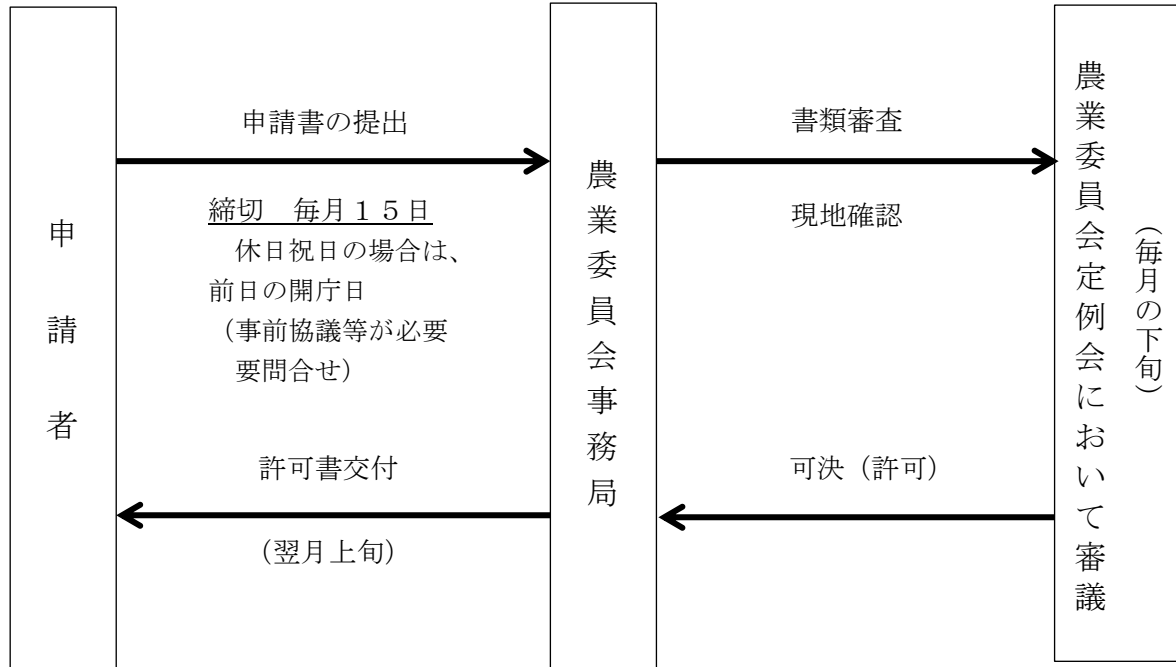 申請者
申請書の提出
締切　毎月１５日
休日祝日の場合は、
前日の開庁日
（事前協議等が必要
要問合せ）
許可書交付
（翌月上旬）
農業委員会事務局
書類審査
現地確認
可決（許可）
農業委員会定例会において審議
（毎月の下旬）